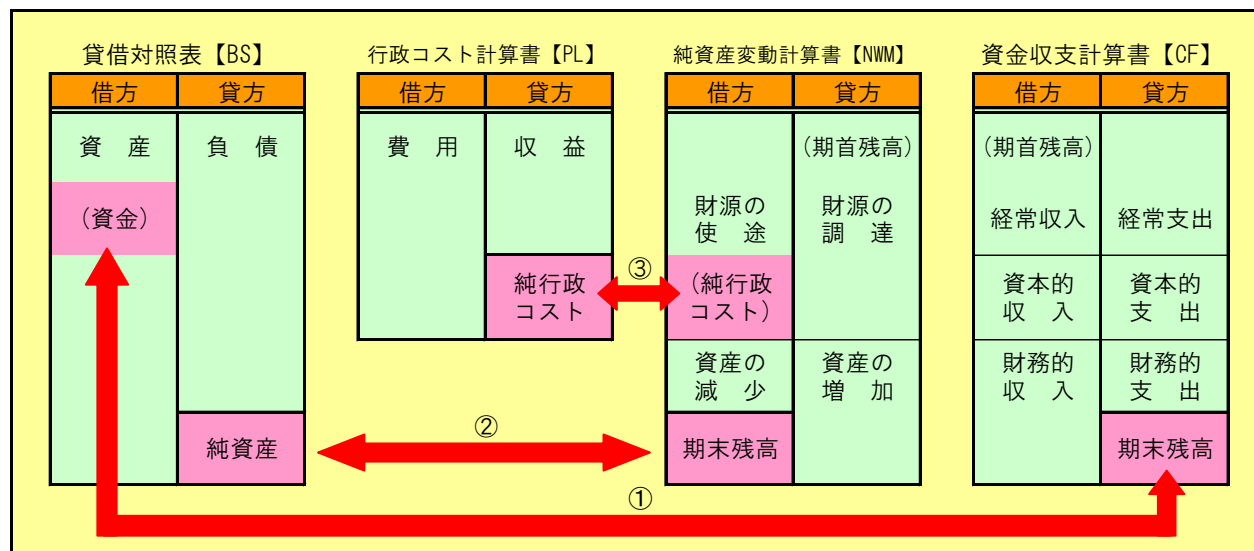 貸借対照表【BS】
借方 貸方
資 産 負 債
(資金)
純資産
行政コスト計算書【PL】
借方 貸方
費 用 収 益
純行政
コスト
純資産変動計算書【NWM】
借方 貸方
(期首残高)
財源の 財源の
使 途 調 達
(純行政
コスト)
資産の 資産の
減 少 増 加
期末残高
資金収支計算書【CF】
借方 貸方
(期首残高)
経常収入 経常支出
資本的 資本的
収 入 支 出
財務的 財務的
収 入 支 出
期末残高
③
②
①